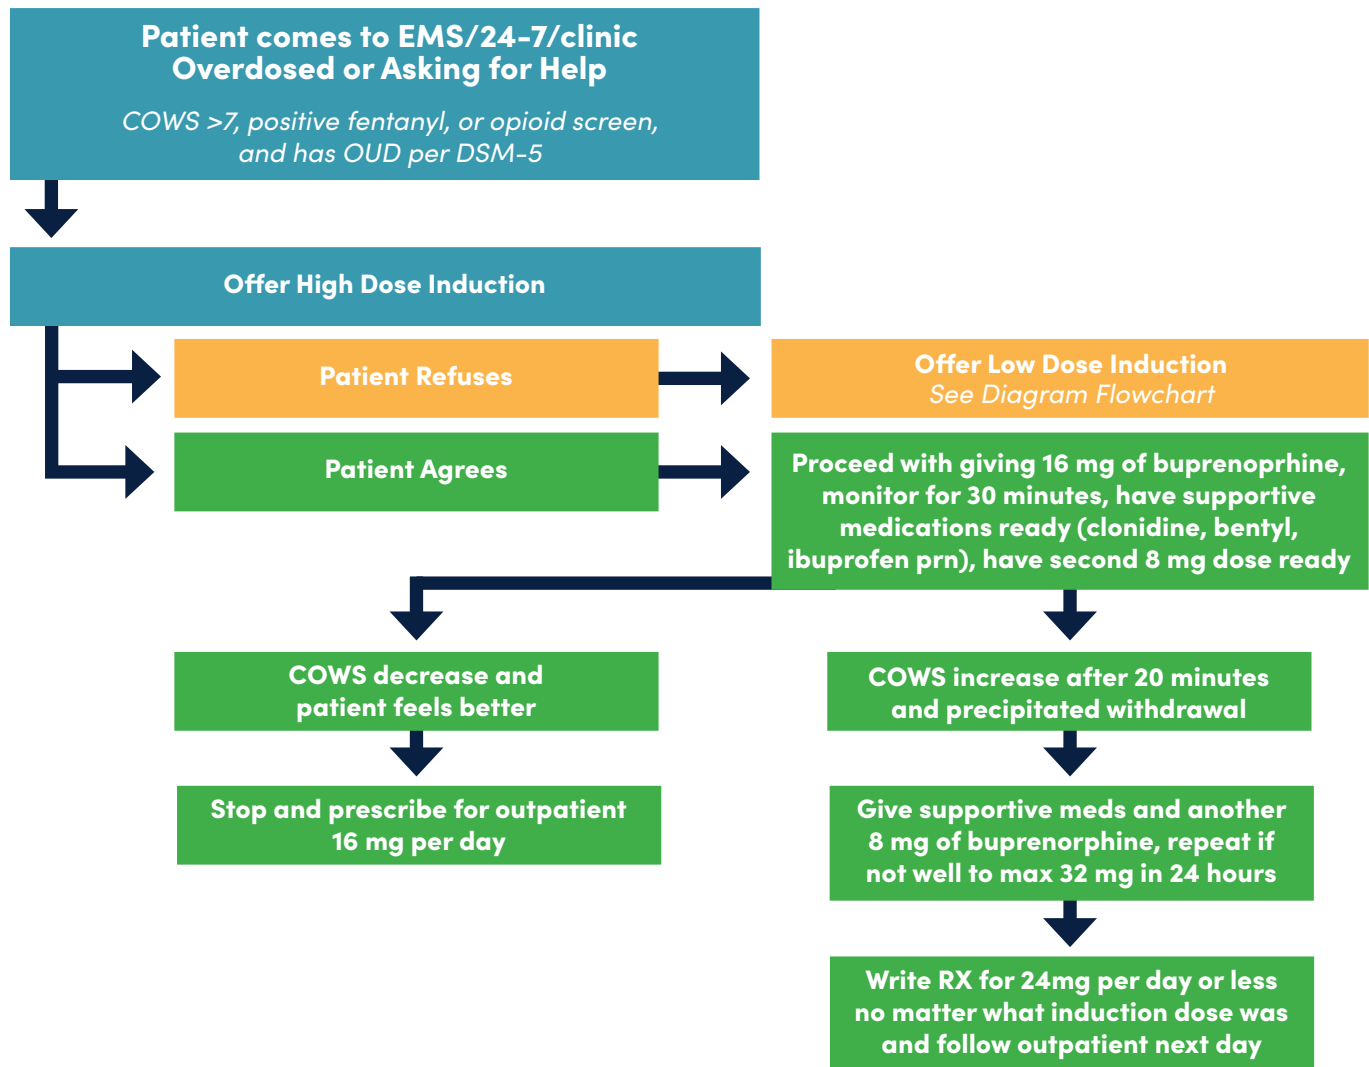 Patient comes to EMS/24-7/clinic
Overdosed or Asking for Help
COWS >7, positive fentanyl, or opioid screen,
and has OUD per DSM-5
Offer High Dose Induction
Patient Refuses
Offer Low Dose Induction
See Diagram Flowchart
Patient Agrees
Proceed with giving 16 mg of buprenoprhine,
monitor for 30 minutes, have supportive
medications ready (clonidine, bentyl,
ibuprofen prn), have second 8 mg dose ready
COWS decrease and
patient feels better
COWS increase after 20 minutes
and precipitated withdrawal
Stop and prescribe for outpatient
16 mg per day
Give supportive meds and another
8 mg of buprenorphine, repeat if
not well to max 32 mg in 24 hours
Write RX for 24mg per day or less
no matter what induction dose was
and follow outpatient next day